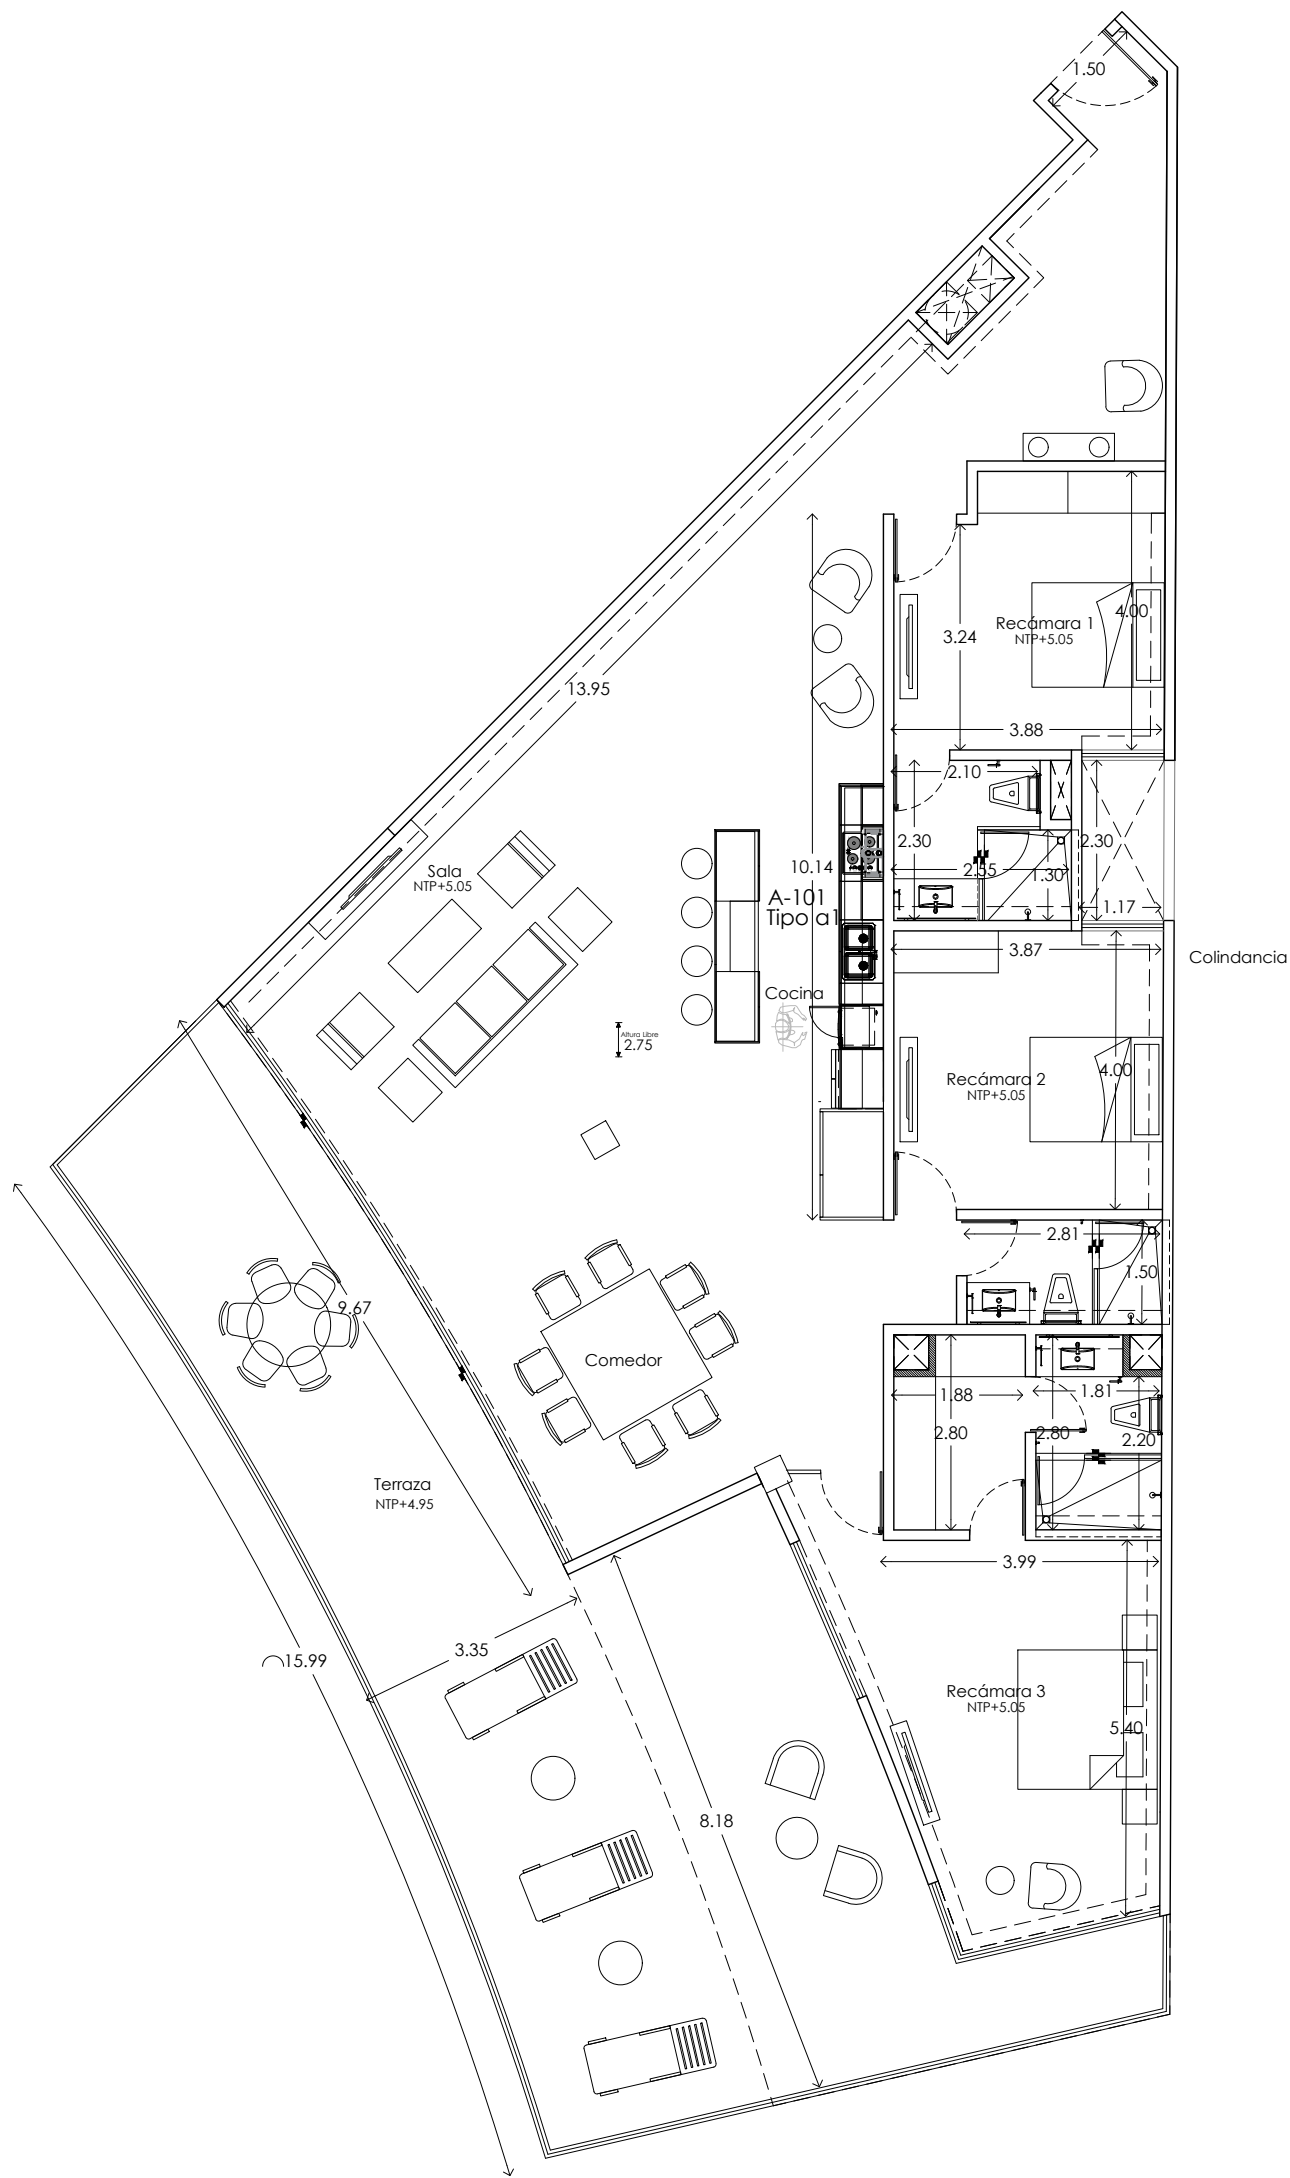 1.50
4.00
Recámara 1
NTP+5.05
3.24
13.95
3.88
2.10
2.30
2.30
10.14
2.55
1.30
Sala
NTP+5.05
A-101
Tipo a1
1.17
3.87
Colindancia
Cocina
Altura Libre
2.75
4.00
Recámara 2
NTP+5.05
2.81
1.50
9.67
Comedor
1.88
1.81
2.80
2.80
2.20
Terraza
NTP+4.95
3.99
3.35
15.99
Recámara 3
NTP+5.05
5.40
8.18